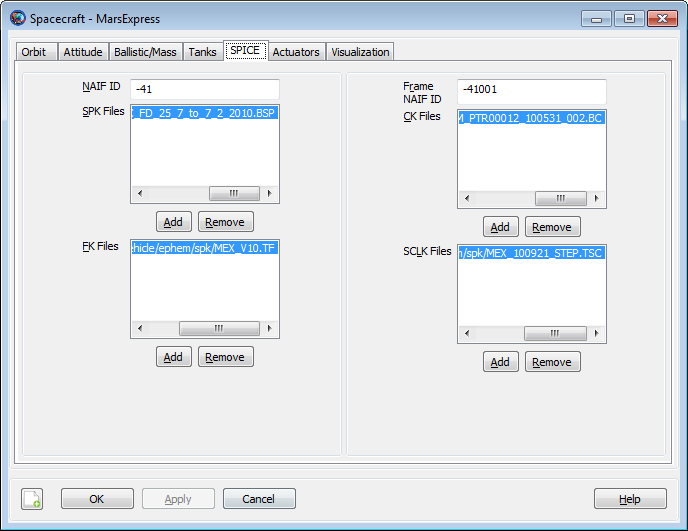 Spacecraft - MarsExpress
Orbit Attitude Ballistic/Mass Tanks SPICE Actuators Visualization
NAIF ID -41
SPK Files _FD_25_7_to_7_2_2010.BSP
Add Remove
FK Files hide/ephem/spk/MEX_V10.TF
Add Remove
Frame
NAIF ID -41001
CK Files M_PTR00012_100531_002.BC
Add Remove
SCLK Files n/spk/MEX_100921_STEP.TSC
Add Remove
OK Apply Cancel Help